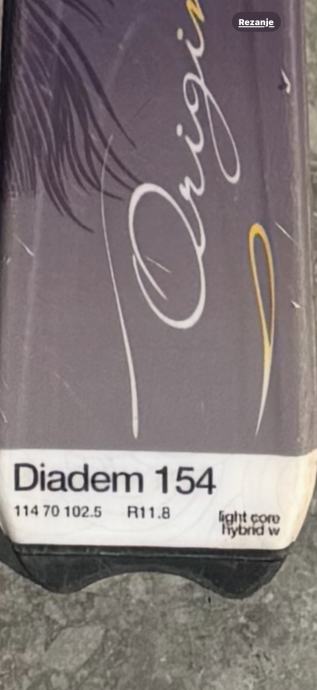 Rezanje
Origin
Diadem 154
114 70 102.5 R11.8
light core
hybrid w